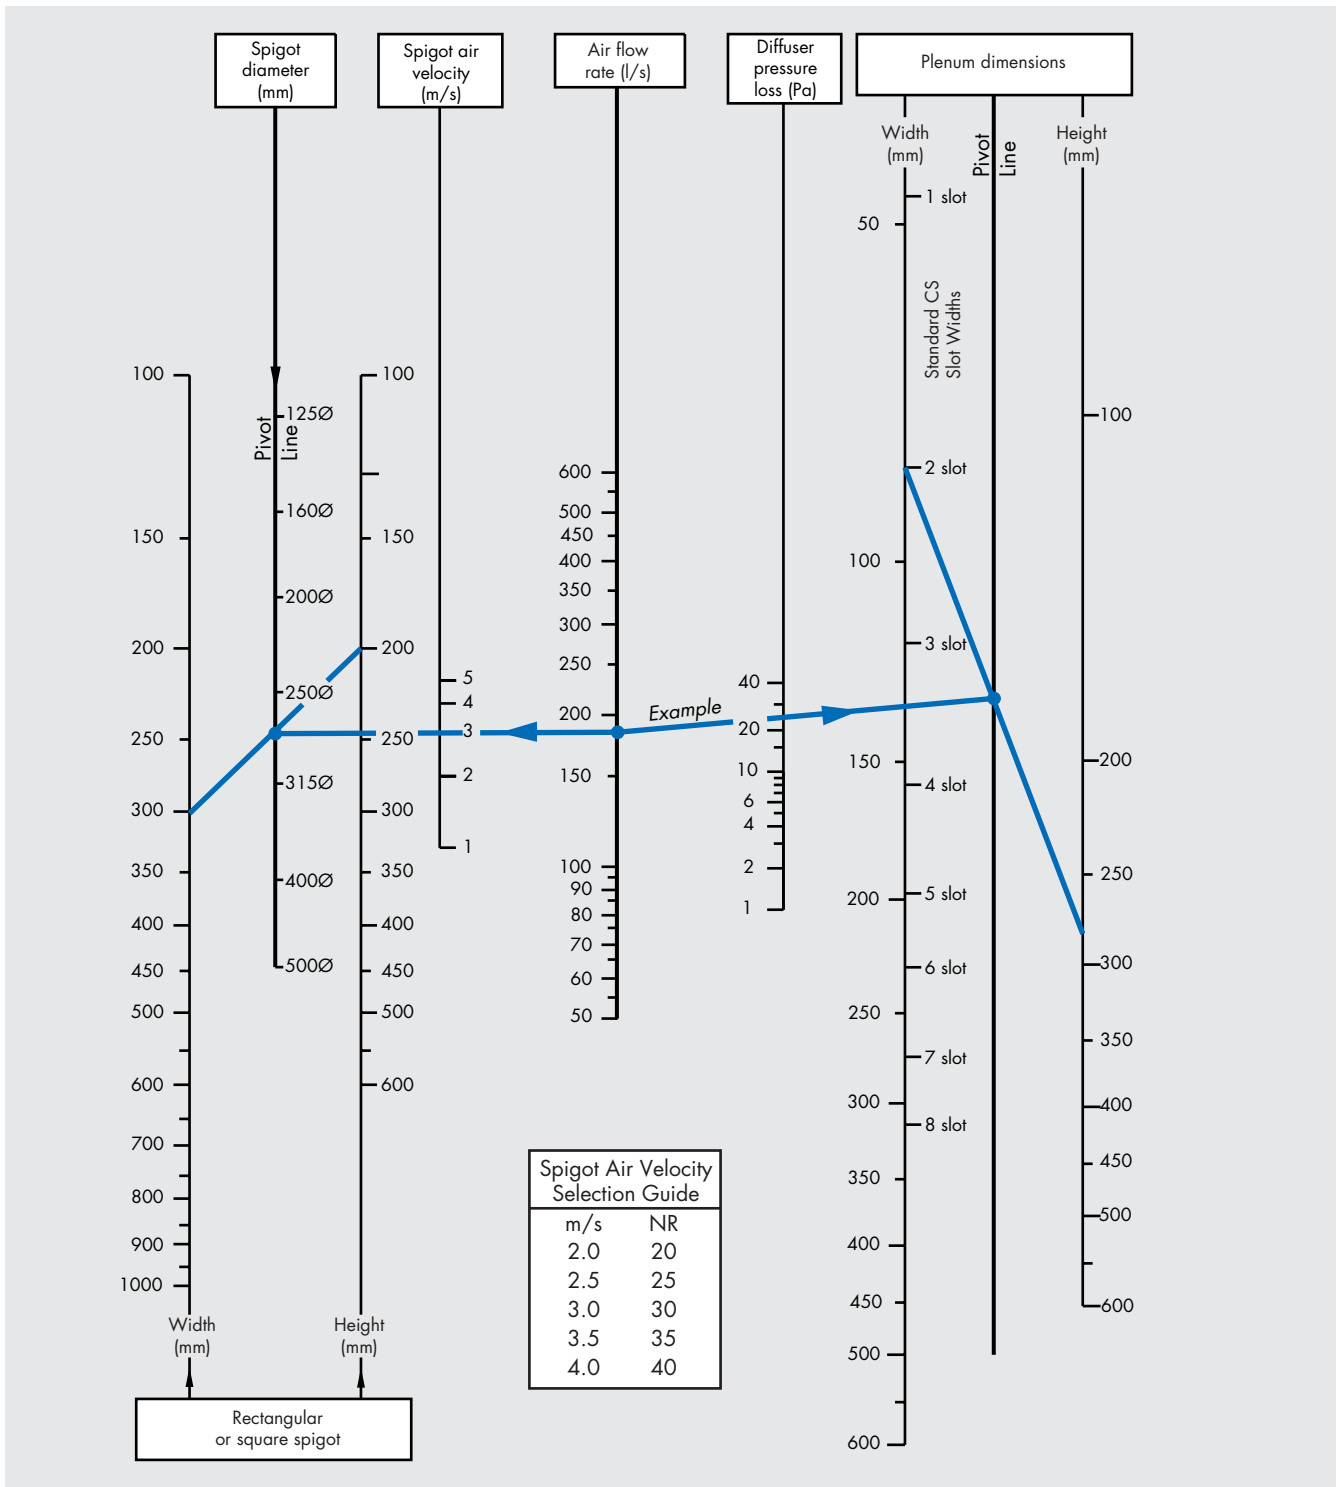 Spigot
diameter
(mm)
Spigot air
velocity
(m/s)
Air flow
rate (l/s)
Diffuser
pressure
loss (Pa)
Plenum dimensions
Width
(mm)
Pivot
Line
Height
(mm)
1 slot
50
Standard CS
Slot Widths
100
2 slot
100
3 slot
150
4 slot
200
5 slot
6 slot
250
7 slot
300
8 slot
350
400
450
500
600
200
250
300
350
400
450
500
600
100
150
200
250
300
350
400
450
500
600
700
800
900
1000
Width
(mm)
Pivot
Line
125Ø
160Ø
200Ø
250Ø
315Ø
400Ø
500Ø
100
150
200
250
300
350
400
450
500
600
Height
(mm)
5
4
3
2
1
600
500
450
400
350
300
250
200
150
100
90
80
70
60
50
Example
40
20
10
6
4
2
1
Spigot Air Velocity
Selection Guide
m/s NR
2.0 20
2.5 25
3.0 30
3.5 35
4.0 40
Rectangular
or square spigot